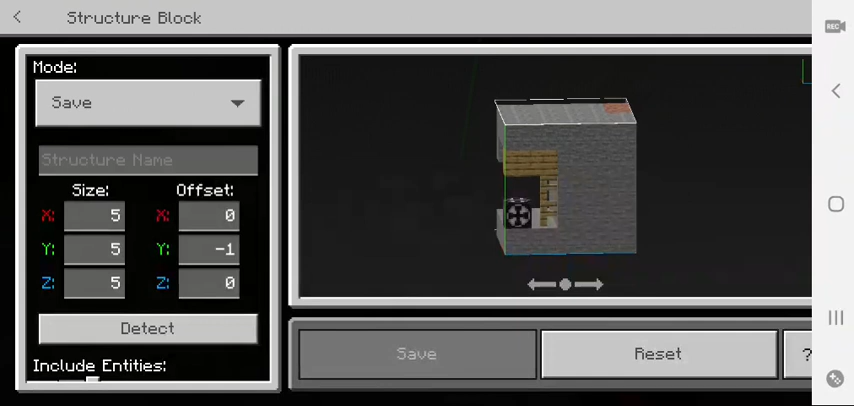 Structure Block
Mode:
Save
Structure Name
Size: Offset:
X: 5 X: 0
Y: 5 Y: -1
Z: 5 Z: 0
Detect
Include Entities:
Save Reset ?
REC